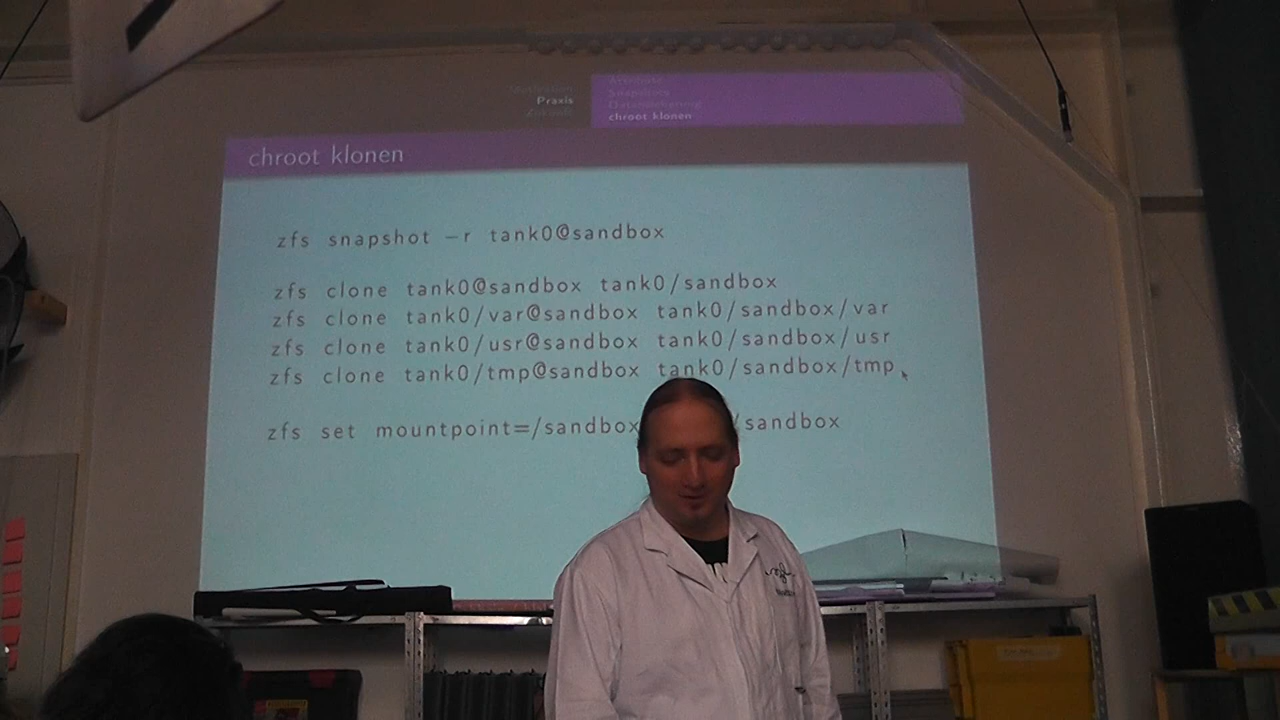 Praxis
Snapshots
chroot klonen
chroot klonen
zfs snapshot –r tank0@sandbox
zfs clone tank0@sandbox tank0/sandbox
zfs clone tank0/var@sandbox tank0/sandbox/var
zfs clone tank0/usr@sandbox tank0/sandbox/usr
zfs clone tank0/tmp@sandbox tank0/sandbox/tmp
zfs set mountpoint=/sandbox /sandbox